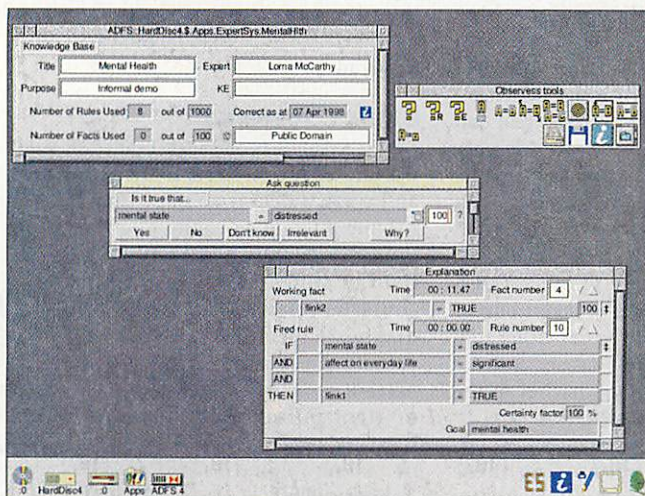 ADFS::HardDisc4.$.Apps.ExpertSys.MentalHlth
Knowledge Base
Title Mental Health Expert Lorna McCarthy
Purpose Informal demo KE
Number of Rules Used 8 out of 1000 Correct as at 07 Apr 1998
Number of Facts Used 0 out of 100 © Public Domain
Observess tools
Ask question
Is it true that...
mental state = distressed 100 ?
Yes No Don't know Irrelevant Why?
Explanation
Working fact Time 00 : 11.47 Fact number 4
= TRUE 100
Fired rule Time 00 : 00.00 Rule number 10
IF mental state = distressed
AND affect on everyday life = significant
AND =
THEN = TRUE
Certainty factor 100 %
Goal mental health
:0 HardDisc4 :0 Apps ADFS 4
ES